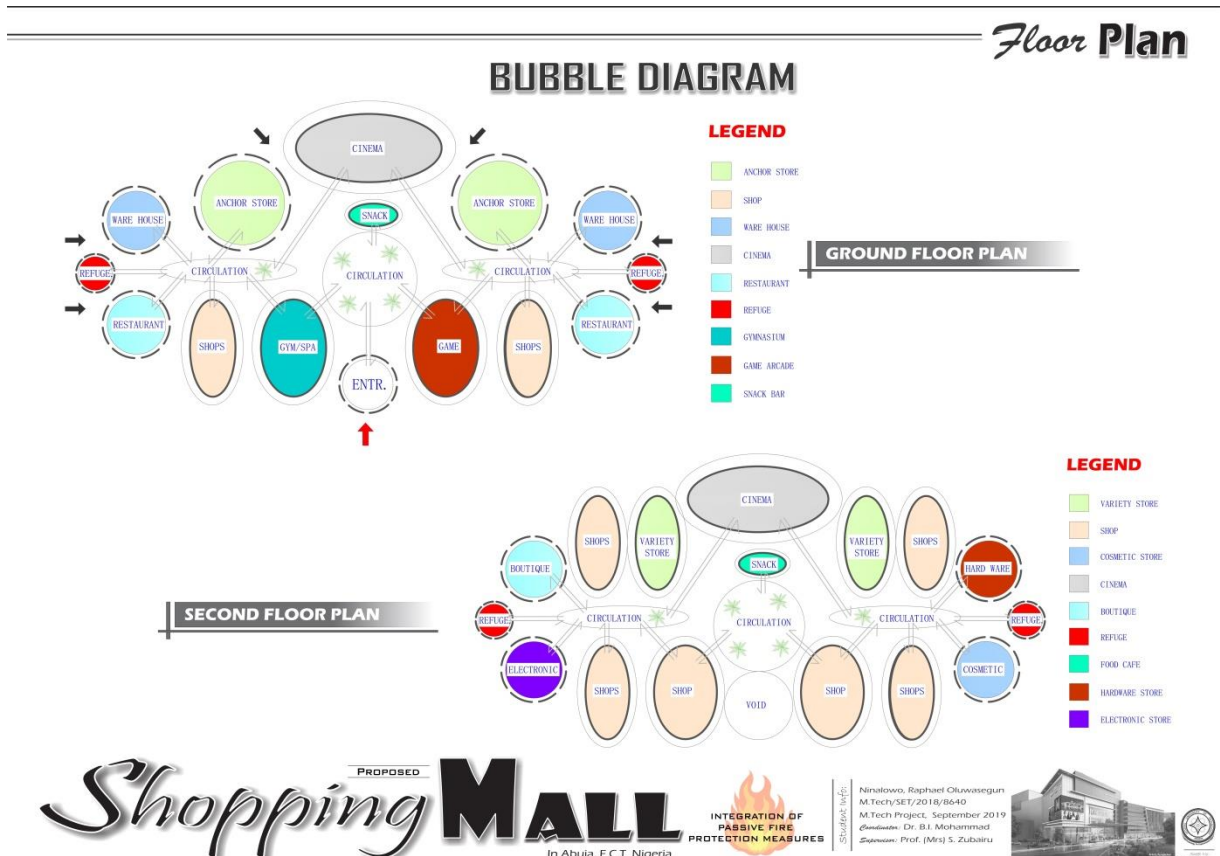 Floor Plan
BUBBLE DIAGRAM
CINEMA
ANCHOR STORE
ANCHOR STORE
WARE HOUSE
SNACK
WARE HOUSE
REFUGE
CIRCULATION
CIRCULATION
CIRCULATION
REFUGE
RESTAURANT
SHOPS
GYM/SPA
GAME
SHOPS
RESTAURANT
ENTR.
LEGEND
ANCHOR STORE
SHOP
WARE HOUSE
CINEMA
RESTAURANT
REFUGE
GYMNASIUM
GAME ARCADE
SNACK BAR
GROUND FLOOR PLAN
SECOND FLOOR PLAN
CINEMA
SHOPS
VARIETY
STORE
VARIETY
STORE
SHOPS
BOUTIQUE
SNACK
HARD WARE
REFUGE
CIRCULATION
CIRCULATION
CIRCULATION
REFUGE
ELECTRONIC
SHOPS
SHOP
VOID
SHOP
SHOPS
COSMETIC
LEGEND
VARIETY STORE
SHOP
COSMETIC STORE
CINEMA
BOUTIQUE
REFUGE
FOOD CAFE
HARDWARE STORE
ELECTRONIC STORE
PROPOSED
Shopping MALL
In Abuja, F.C.T, Nigeria
INTEGRATION OF
PASSIVE FIRE
PROTECTION MEASURES
Student Info:
Ninalowo, Raphael Oluwasegun
M.Tech/SET/2018/8640
M.Tech Project, September 2019
Coordinator: Dr. B.I. Mohammad
Supervisor: Prof. (Mrs) S. Zubairu